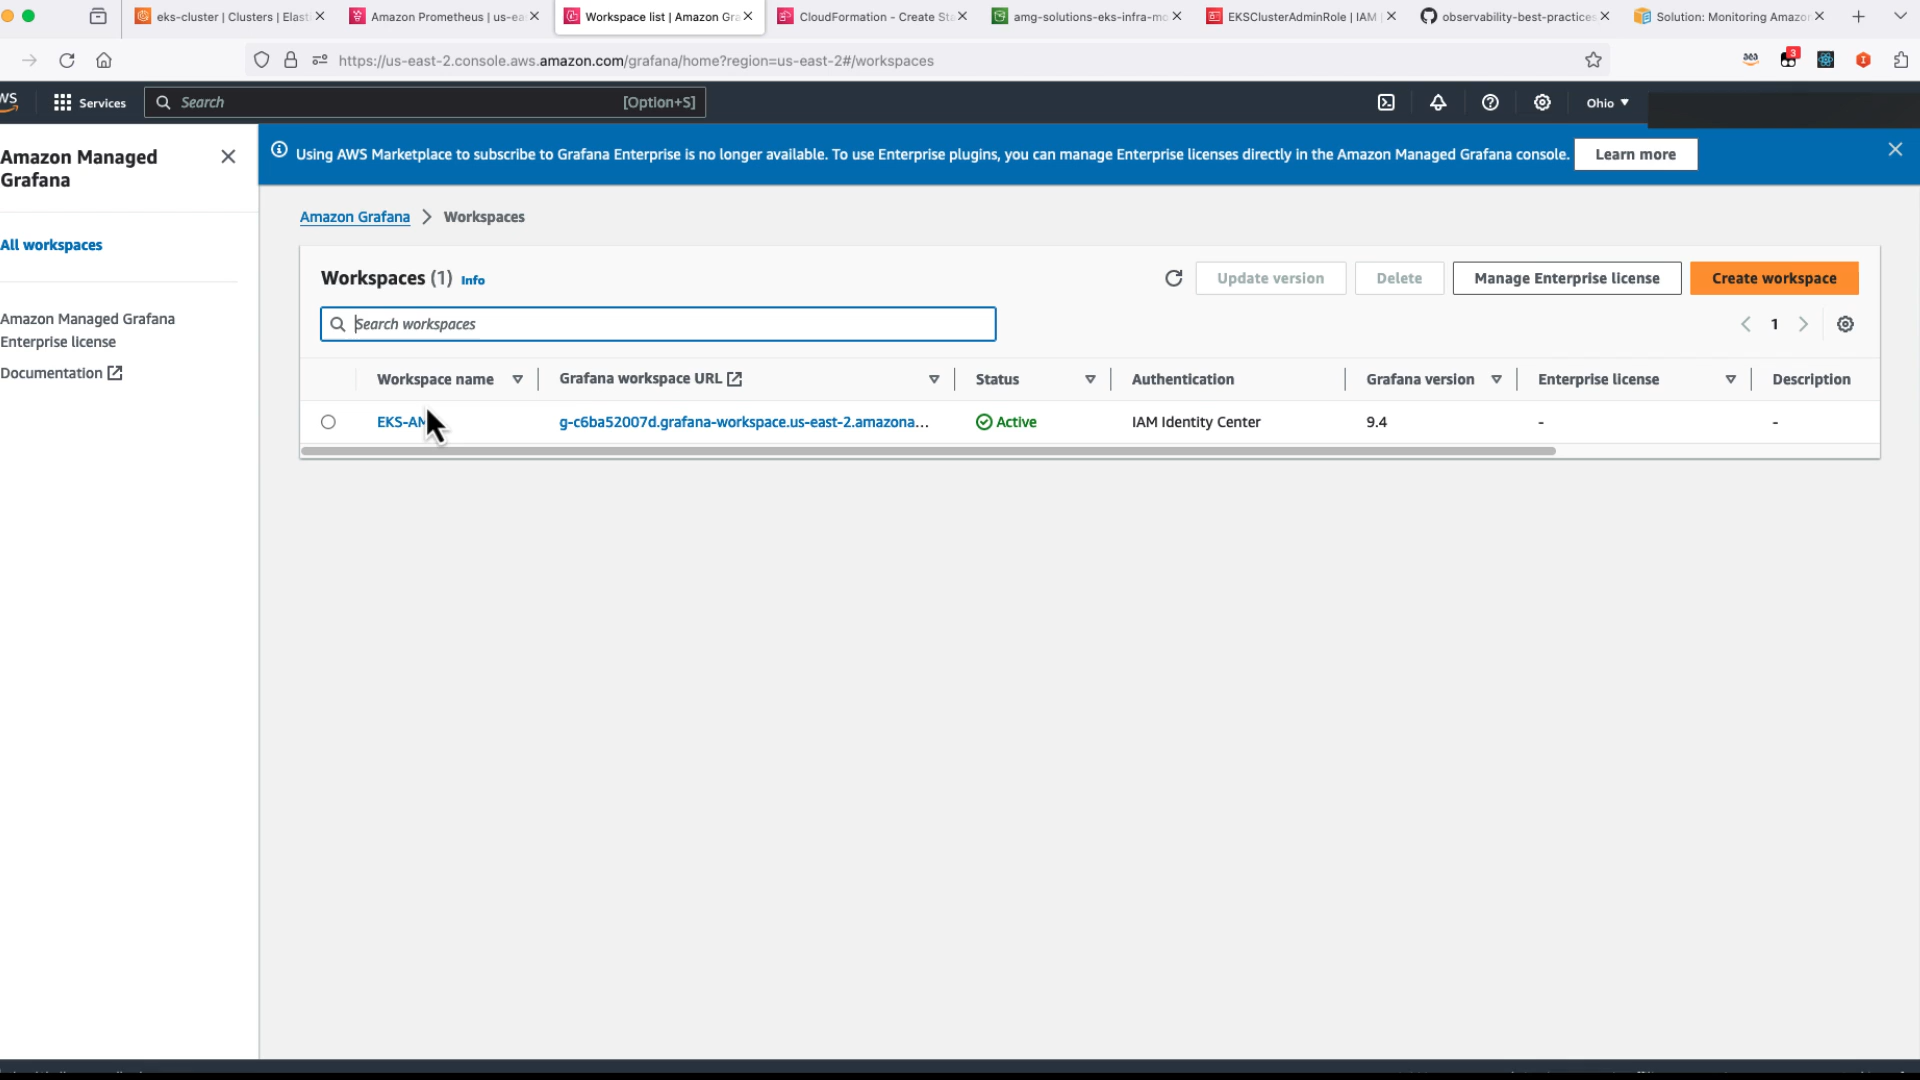 eks-cluster | Clusters | Elast
Amazon Prometheus | us-ea
Workspace list | Amazon Gra
CloudFormation - Create Sta
amg-solutions-eks-infra-mo
EKSClusterAdminRole | IAM
observability-best-practices
Solution: Monitoring Amazon
https://us-east-2.console.aws.amazon.com/grafana/home?region=us-east-2#/workspaces
3
Services
Search
[Option+S]
Ohio
Amazon Managed
Grafana
All workspaces
Amazon Managed Grafana
Enterprise license
Documentation
Using AWS Marketplace to subscribe to Grafana Enterprise is no longer available. To use Enterprise plugins, you can manage Enterprise licenses directly in the Amazon Managed Grafana console.
Learn more
Amazon Grafana > Workspaces
Workspaces (1) Info
Update version
Delete
Manage Enterprise license
Create workspace
Search workspaces
1
Workspace name
Grafana workspace URL
Status
Authentication
Grafana version
Enterprise license
Description
g-c6ba52007d.grafana-workspace.us-east-2.amazona...
Active
IAM Identity Center
9.4
-
-